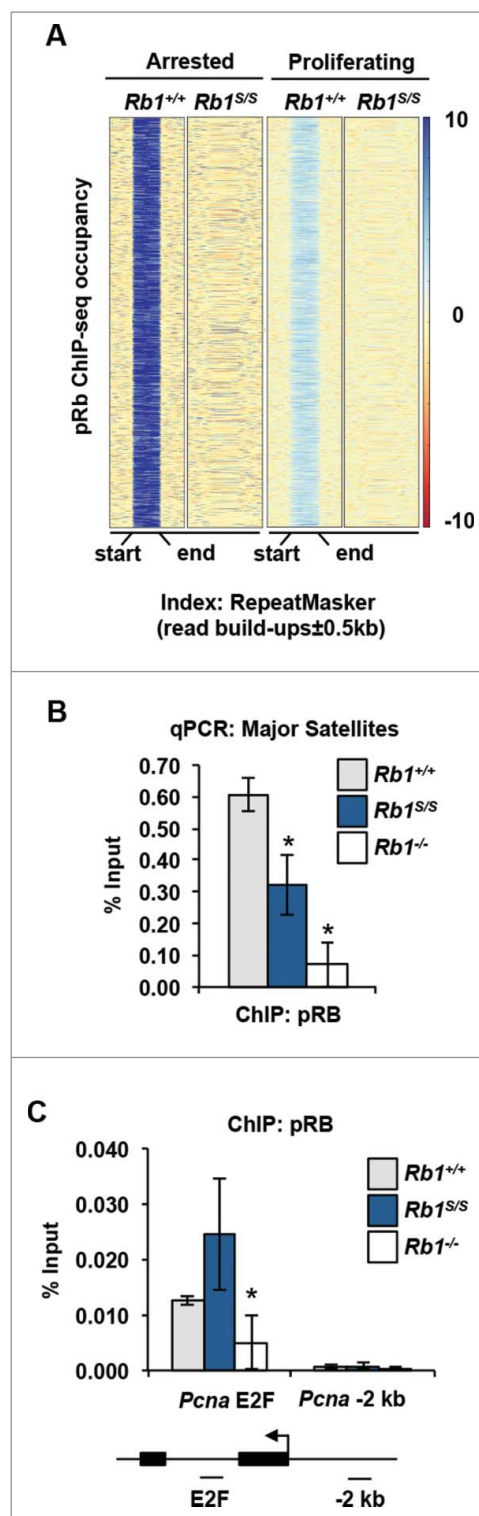 A
Arrested Proliferating
Rb1+/+ Rb1S/S Rb1+/+ Rb1S/S
pRb ChIP-seq occupancy
10
0
-10
start end start end
Index: RepeatMasker
(read build-ups±0.5kb)
B
qPCR: Major Satellites
0.70
0.60
0.50
0.40
0.30
0.20
0.10
0.00
% Input
Rb1+/+
Rb1S/S
Rb1-/-
*
*
ChIP: pRB
C
ChIP: pRB
0.040
0.030
0.020
0.010
0.000
% Input
Rb1+/+
Rb1S/S
Rb1-/-
*
Pcna E2F Pcna -2 kb
E2F -2 kb